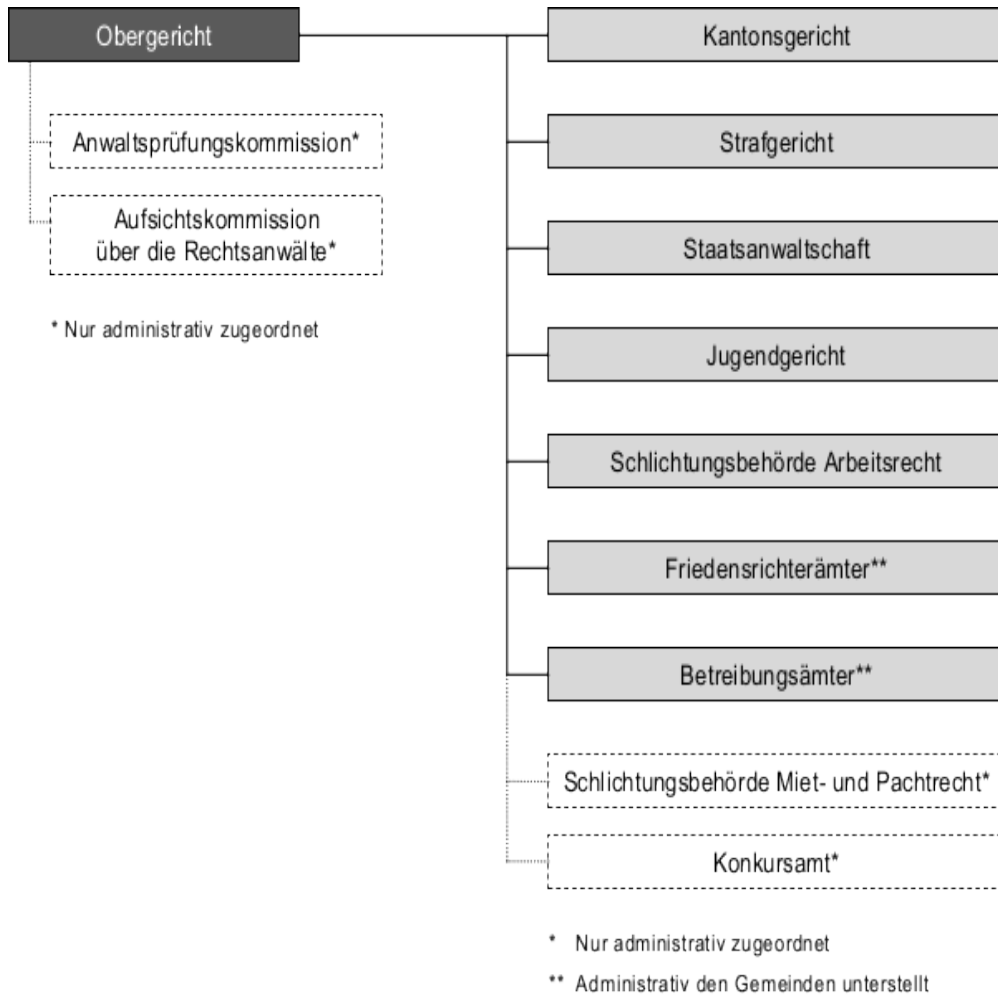 Obergericht
Anwaltsprüfungskommission*
Aufsichtskommission
über die Rechtsanwälte*
* Nur administrativ zugeordnet
Kantonsgericht
Strafgericht
Staatsanwaltschaft
Jugendgericht
Schlichtungsbehörde Arbeitsrecht
Friedensrichterämter**
Betreibungsämter**
Schlichtungsbehörde Miet- und Pachtrecht*
Konkursamt*
* Nur administrativ zugeordnet
** Administrativ den Gemeinden unterstellt